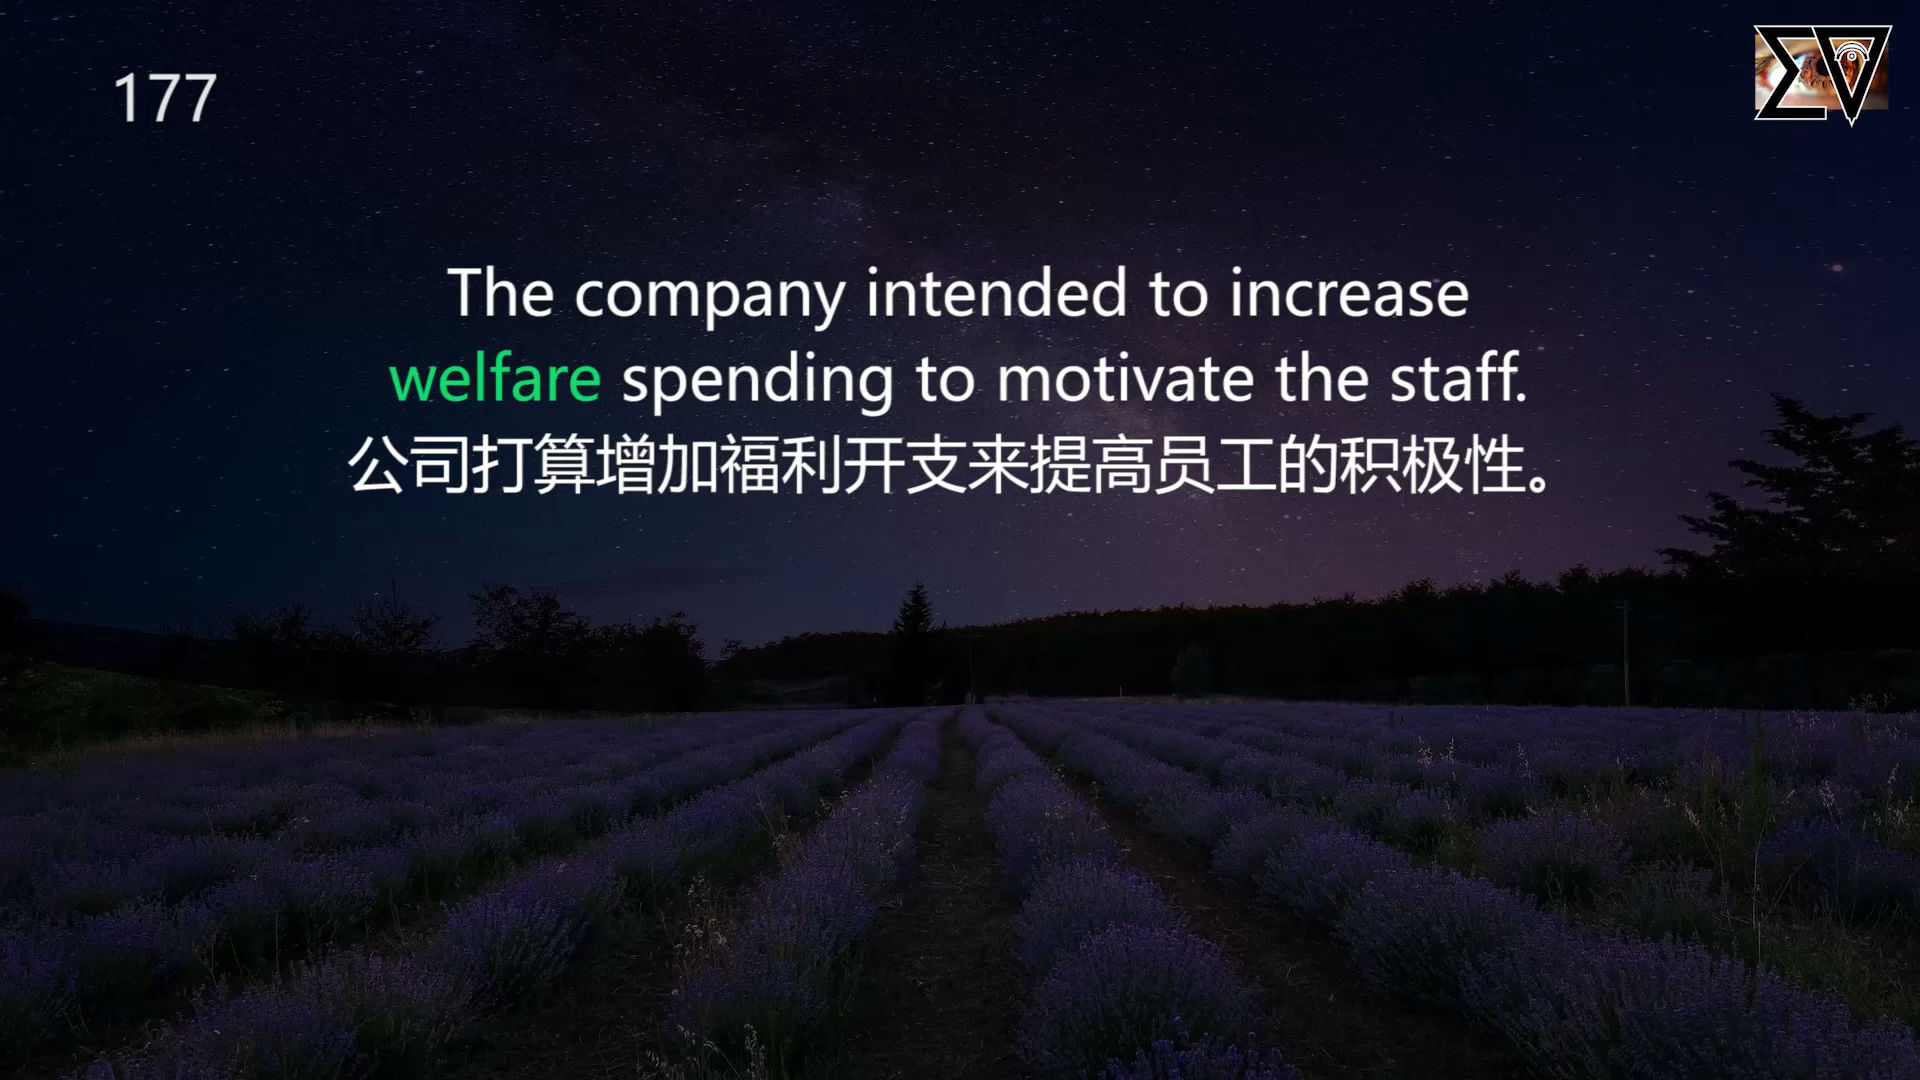 177
The company intended to increase
welfare spending to motivate the staff.
公司打算增加福利开支来提高员工的积极性。